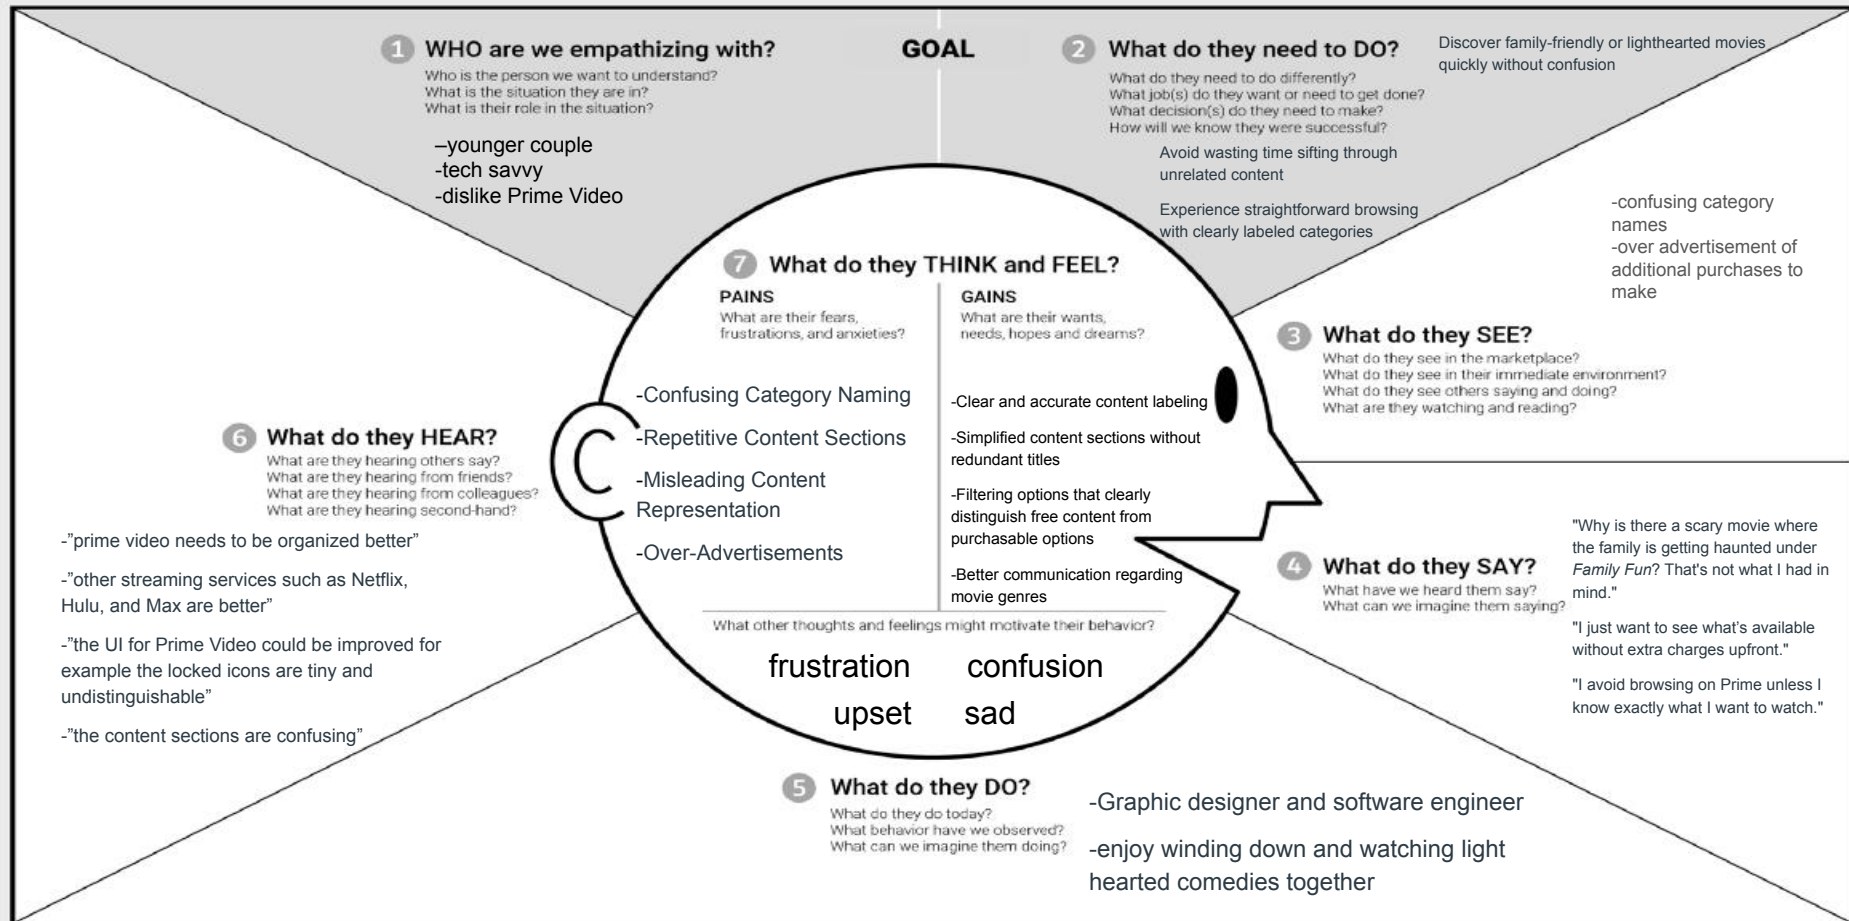 1 WHO are we empathizing with?
Who is the person we want to understand?
What is the situation they are in?
What is their role in the situation?
–younger couple
-tech savvy
-dislike Prime Video
GOAL
2 What do they need to DO?
What do they need to do differently?
What job(s) do they want or need to get done?
What decision(s) do they need to make?
How will we know they were successful?
Discover family-friendly or lighthearted movies
quickly without confusion
Avoid wasting time sifting through
unrelated content
Experience straightforward browsing
with clearly labeled categories
-confusing category
names
-over advertisement of
additional purchases to
make
3 What do they SEE?
What do they see in the marketplace?
What do they see in their immediate environment?
What do they see others saying and doing?
What are they watching and reading?
4 What do they SAY?
What have we heard them say?
What can we imagine them saying?
"Why is there a scary movie where
the family is getting haunted under
Family Fun? That's not what I had in
mind."
"I just want to see what’s available
without extra charges upfront."
"I avoid browsing on Prime unless I
know exactly what I want to watch."
5 What do they DO?
What do they do today?
What behavior have we observed?
What can we imagine them doing?
-Graphic designer and software engineer
-enjoy winding down and watching light
hearted comedies together
6 What do they HEAR?
What are they hearing others say?
What are they hearing from friends?
What are they hearing from colleagues?
What are they hearing second-hand?
-”prime video needs to be organized better”
-”other streaming services such as Netflix,
Hulu, and Max are better”
-”the UI for Prime Video could be improved for
example the locked icons are tiny and
undistinguishable”
-”the content sections are confusing”
7 What do they THINK and FEEL?
PAINS
What are their fears,
frustrations, and anxieties?
-Confusing Category Naming
-Repetitive Content Sections
-Misleading Content
Representation
-Over-Advertisements
GAINS
What are their wants,
needs, hopes and dreams?
-Clear and accurate content labeling
-Simplified content sections without
redundant titles
-Filtering options that clearly
distinguish free content from
purchasable options
-Better communication regarding
movie genres
What other thoughts and feelings might motivate their behavior?
frustration confusion
upset sad